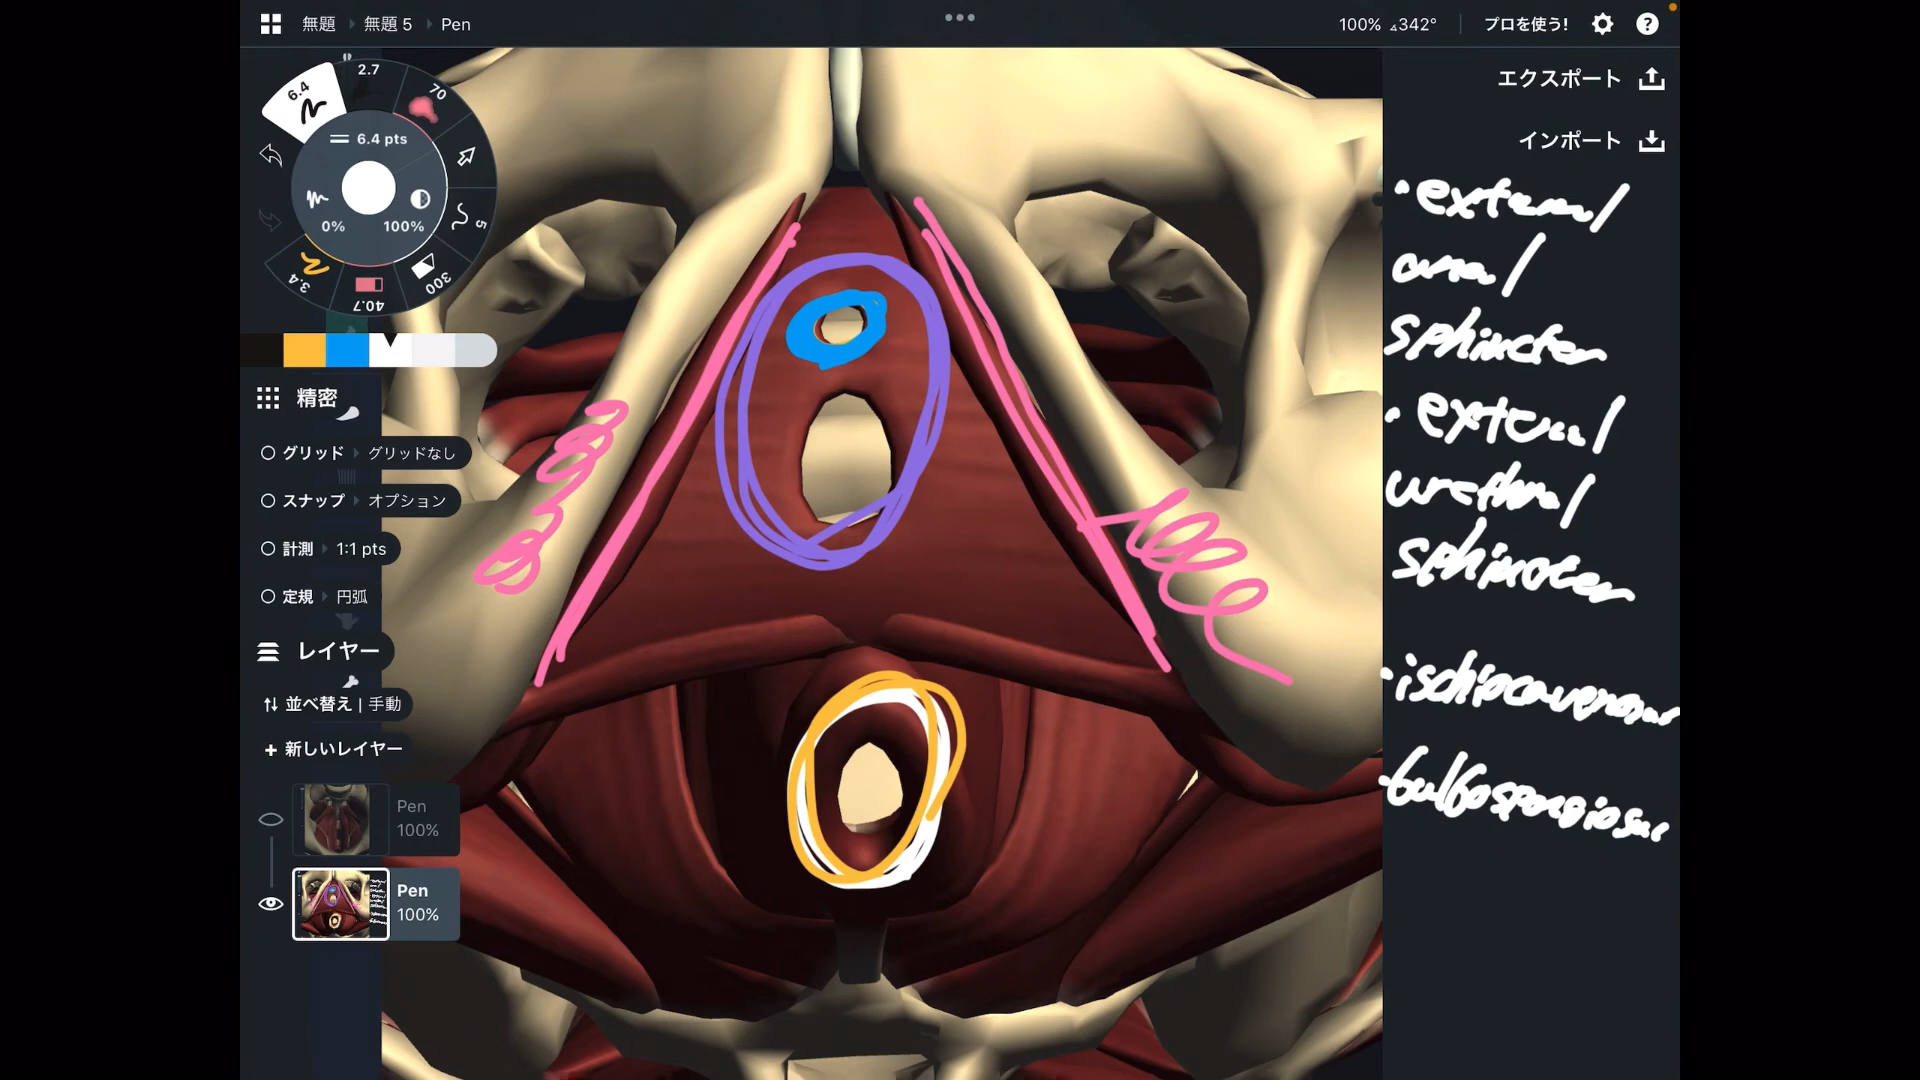 無題 無題 5 Pen
100% 342° プロを使う! ?
エクスポート
インポート
2.7
6.4
70
6.4 pts
0% 100%
5
3.4
40.7
300
精密
グリッド グリッドなし
スナップ オプション
計測 1:1 pts
定規 円弧
レイヤー
並べ替え | 手動
+ 新しいレイヤー
Pen
100%
Pen
100%
・external
anal
sphincter
・external
urethral
sphincter
・ischiocavernosus
・bulbospongiosus